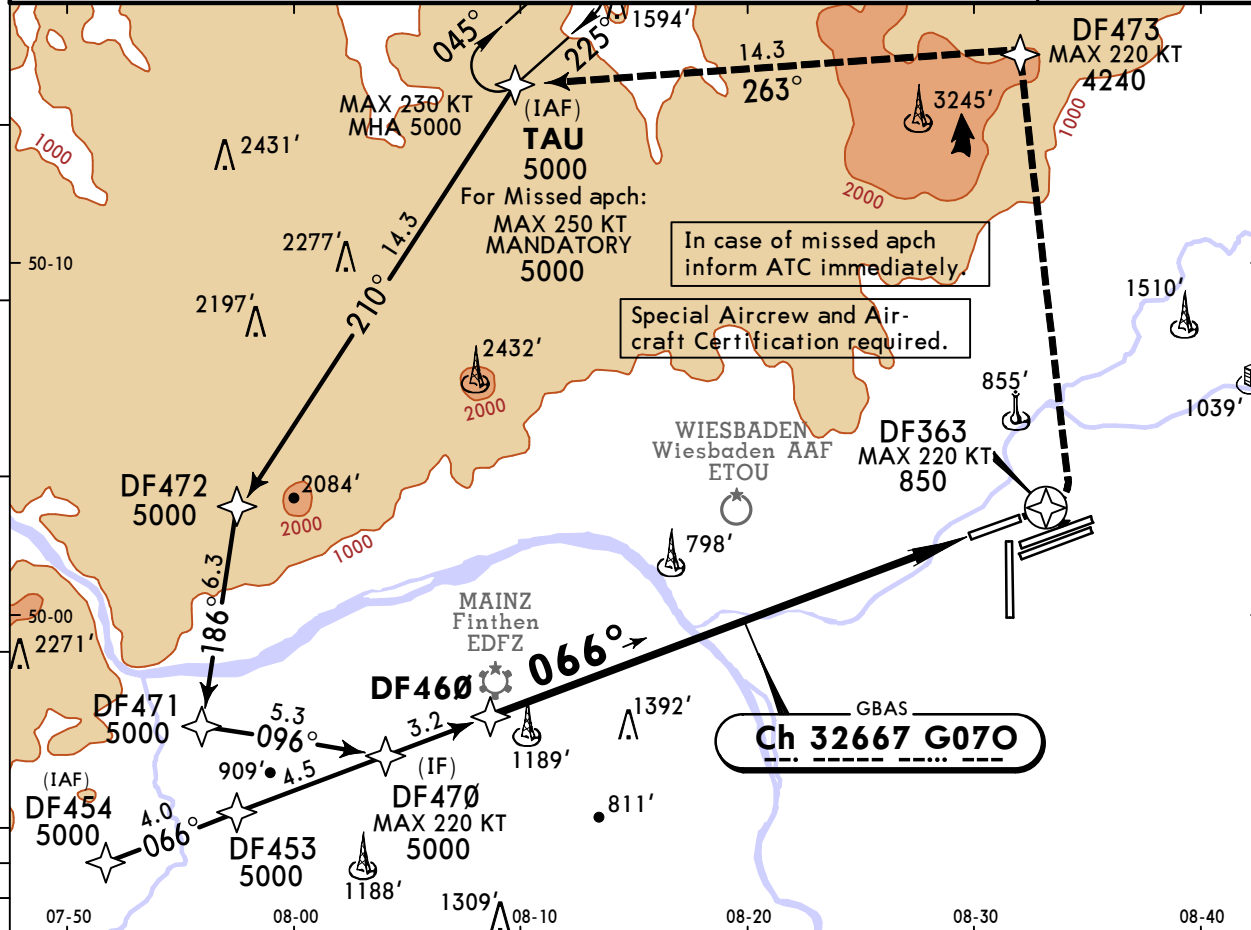 1594'
045°
225°
14.3
263°
DF473
MAX 220 KT
4240
MAX 230 KT
MHA 5000
(IAF)
TAU
5000
For Missed apch:
MAX 250 KT
MANDATORY
5000
3245'
1000
2000
1000
2431'
2277'
2197'
14.3
210°
50-10
In case of missed apch
inform ATC immediately.
Special Aircrew and Air-
craft Certification required.
1510'
2432'
2000
855'
1039'
WIESBADEN
Wiesbaden AAF
ETOU
DF363
MAX 220 KT
850
DF472
5000
2084'
2000
1000
798'
6.3
186°
50-00
2271'
MAINZ
Finthen
EDFZ
066°
DF46Ø
DF471
5000
5.3
096°
3.2
1392'
1189'
GBAS
Ch 32667 G07O
909'
4.5
(IF)
DF47Ø
MAX 220 KT
5000
811'
(IAF)
DF454
5000
4.0
066°
DF453
5000
1188'
1309'
07-50
08-00
08-10
08-20
08-30
08-40